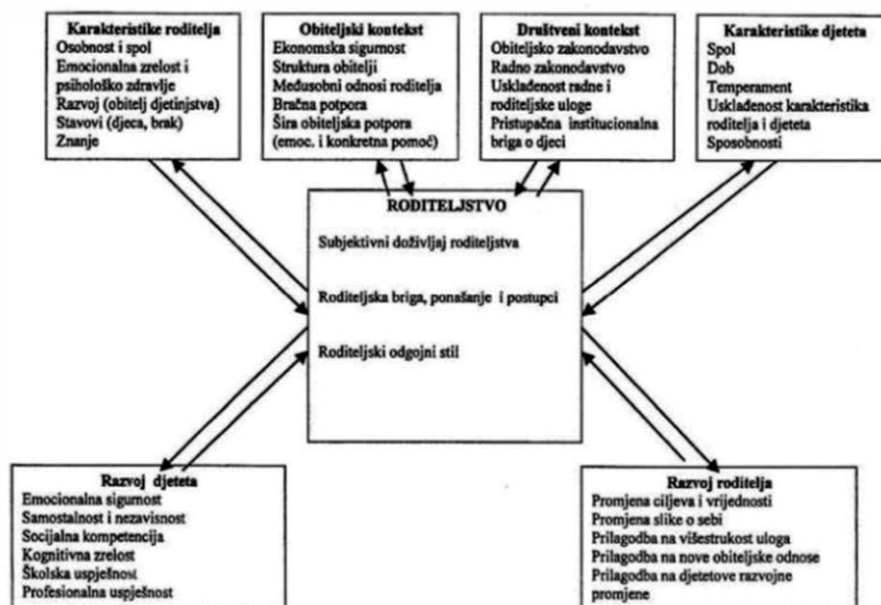 Karakteristike roditelja
Osobnost i spol
Emocionalna zrelost i
psihološko zdravlje
Razvoj (obitelj djetinjstva)
Stavovi (djeca, brak)
Znanje
Obiteljski kontekst
Ekonomska sigurnost
Struktura obitelji
Međusobni odnosi roditelja
Bračna potpora
Šira obiteljska potpora
(emoc. i konkretna pomoć)
Društveni kontekst
Obiteljsko zakonodavstvo
Radno zakonodavstvo
Usklađenost radne i
roditeljske uloge
Pristupačna institucionalna
briga o djeci
Karakteristike djeteta
Spol
Dob
Temperament
Usklađenost karakteristika
roditelja i djeteta
Sposobnosti
RODITELJSTVO
Subjektivni doživljaj roditeljstva
Roditeljska briga, ponašanje i postupci
Roditeljski odgojni stil
Razvoj djeteta
Emocionalna sigurnost
Samostalnost i nezavisnost
Socijalna kompetencija
Kognitivna zrelost
Školska uspješnost
Profesionalna uspješnost
Razvoj roditelja
Promjena ciljeva i vrijednosti
Promjena slike o sebi
Prilagodba na višestrukost uloga
Prilagodba na nove obiteljske odnose
Prilagodba na djetetove razvojne
promjene